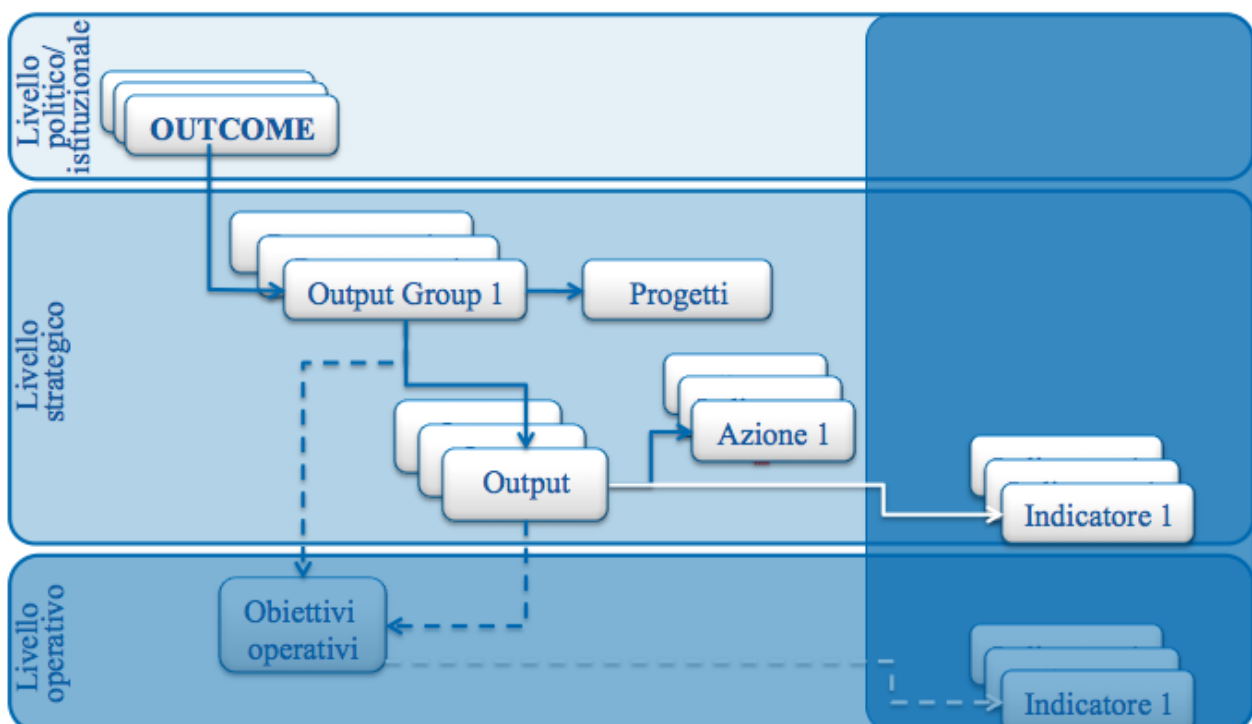 Livello
politico/
istituzionale
OUTCOME
Livello
strategico
Output Group 1
Progetti
Azione 1
Output
Indicatore 1
Livello
operativo
Obiettivi
operativi
Indicatore 1